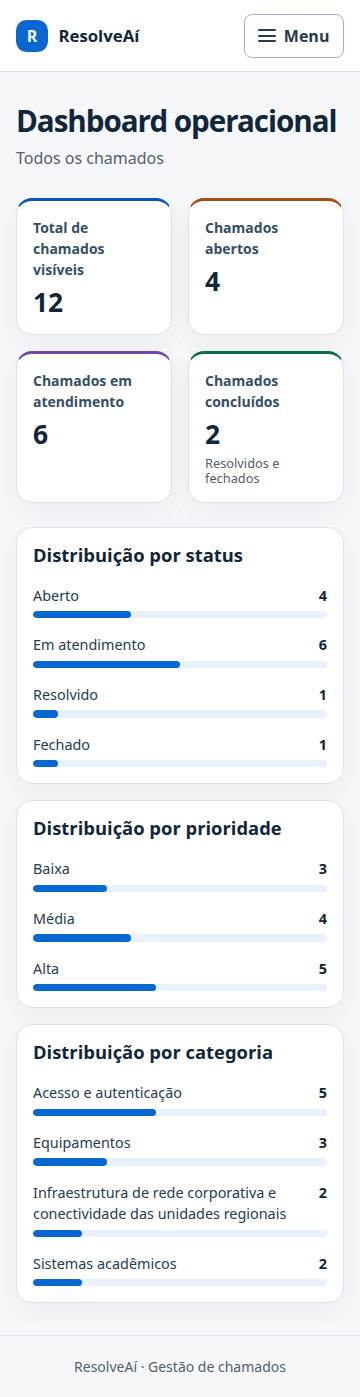 R ResolveAí Menu
Dashboard operacional
Todos os chamados
Total de
chamados
visíveis
12
Chamados
abertos
4
Chamados em
atendimento
6
Chamados
concluídos
2
Resolvidos e
fechados
Distribuição por status
Aberto 4
Em atendimento 6
Resolvido 1
Fechado 1
Distribuição por prioridade
Baixa 3
Média 4
Alta 5
Distribuição por categoria
Acesso e autenticação 5
Equipamentos 3
Infraestrutura de rede corporativa e 2
conectividade das unidades regionais
Sistemas acadêmicos 2
ResolveAí · Gestão de chamados